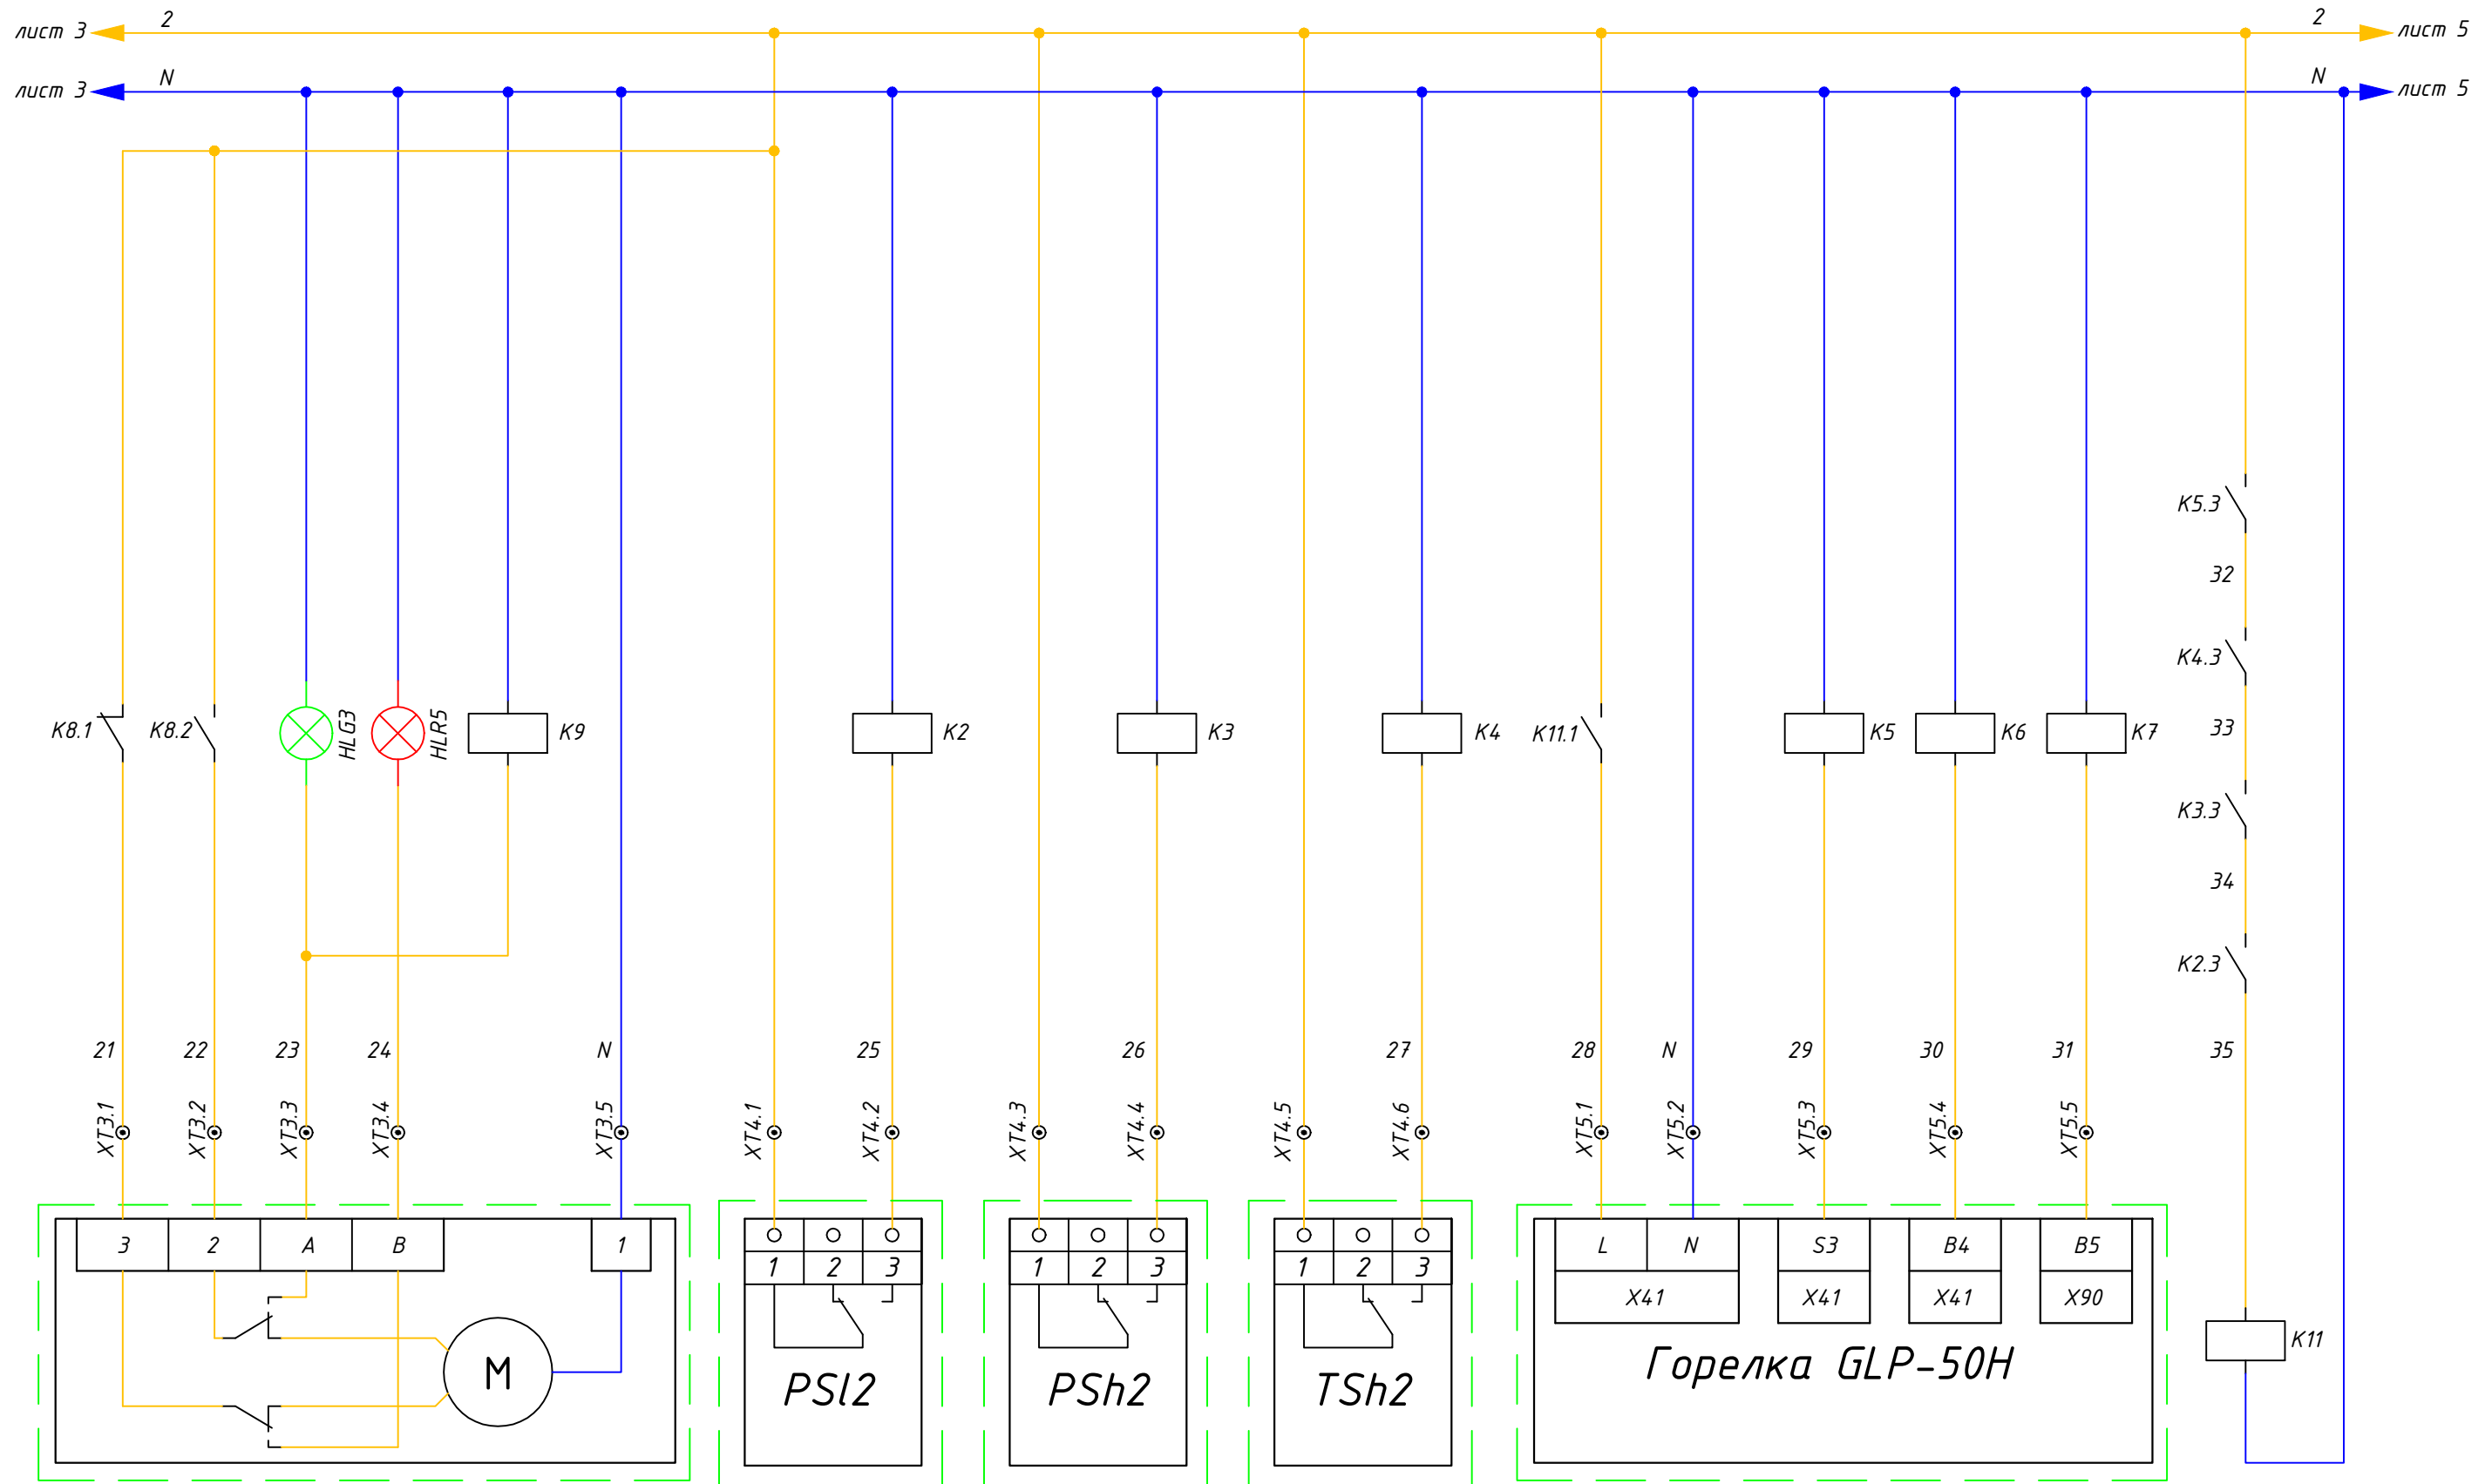 лист 3
2
2
лист 5
лист 3
N
N
лист 5
K5.3
32
K4.3
K8.1
K8.2
HLG3
HLR5
K9
K2
K3
K4
K11.1
K5
K6
K7
33
K3.3
34
K2.3
21
22
23
24
N
25
26
27
28
N
29
30
31
35
XT3.1
XT3.2
XT3.3
XT3.4
XT3.5
XT4.1
XT4.2
XT4.3
XT4.4
XT4.5
XT4.6
XT5.1
XT5.2
XT5.3
XT5.4
XT5.5
3
2
A
B
1
1
2
3
1
2
3
1
2
3
L
N
S3
B4
B5
X41
X41
X41
X90
K11
M
PSl2
PSh2
TSh2
Горелка GLP-50H